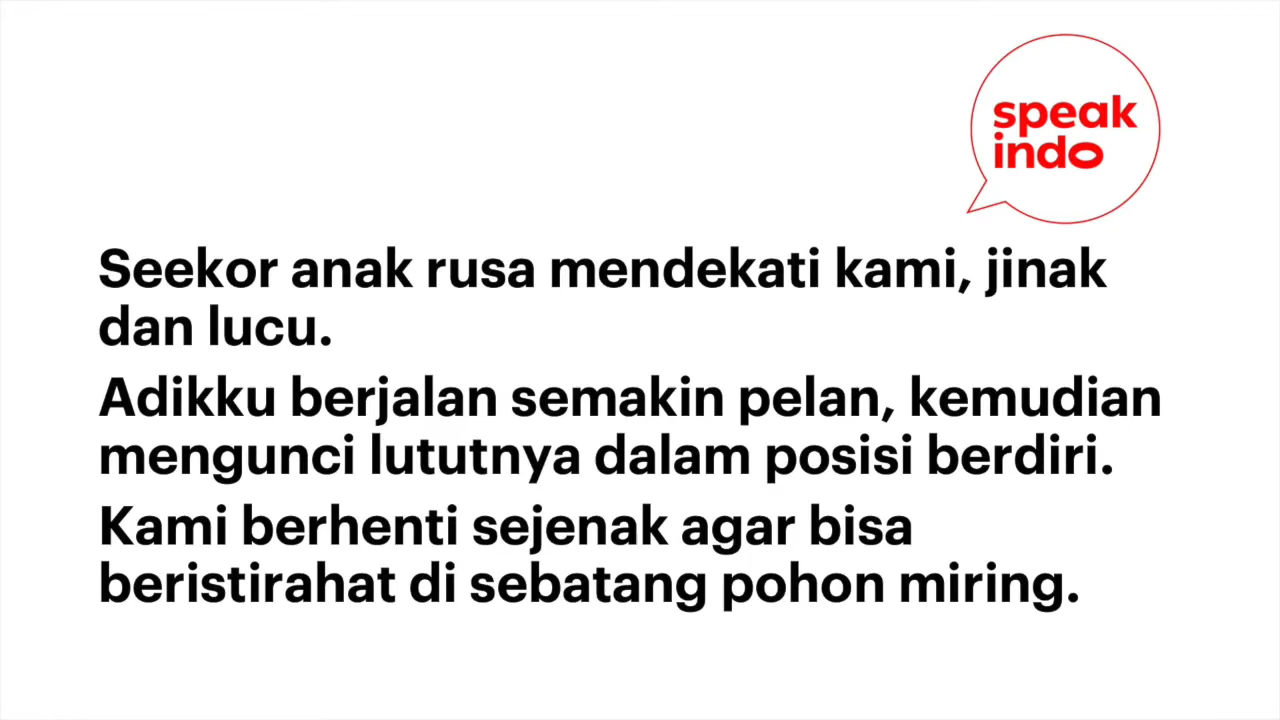 speak
indo
Seekor anak rusa mendekati kami, jinak
dan lucu.
Adikku berjalan semakin pelan, kemudian
mengunci lututnya dalam posisi berdiri.
Kami berhenti sejenak agar bisa
beristirahat di sebatang pohon miring.